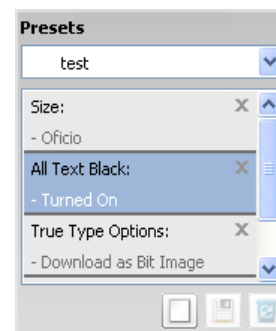 Presets
test
Size: X
- Oficio
All Text Black: X
- Turned On
True Type Options: X
- Download as Bit Image